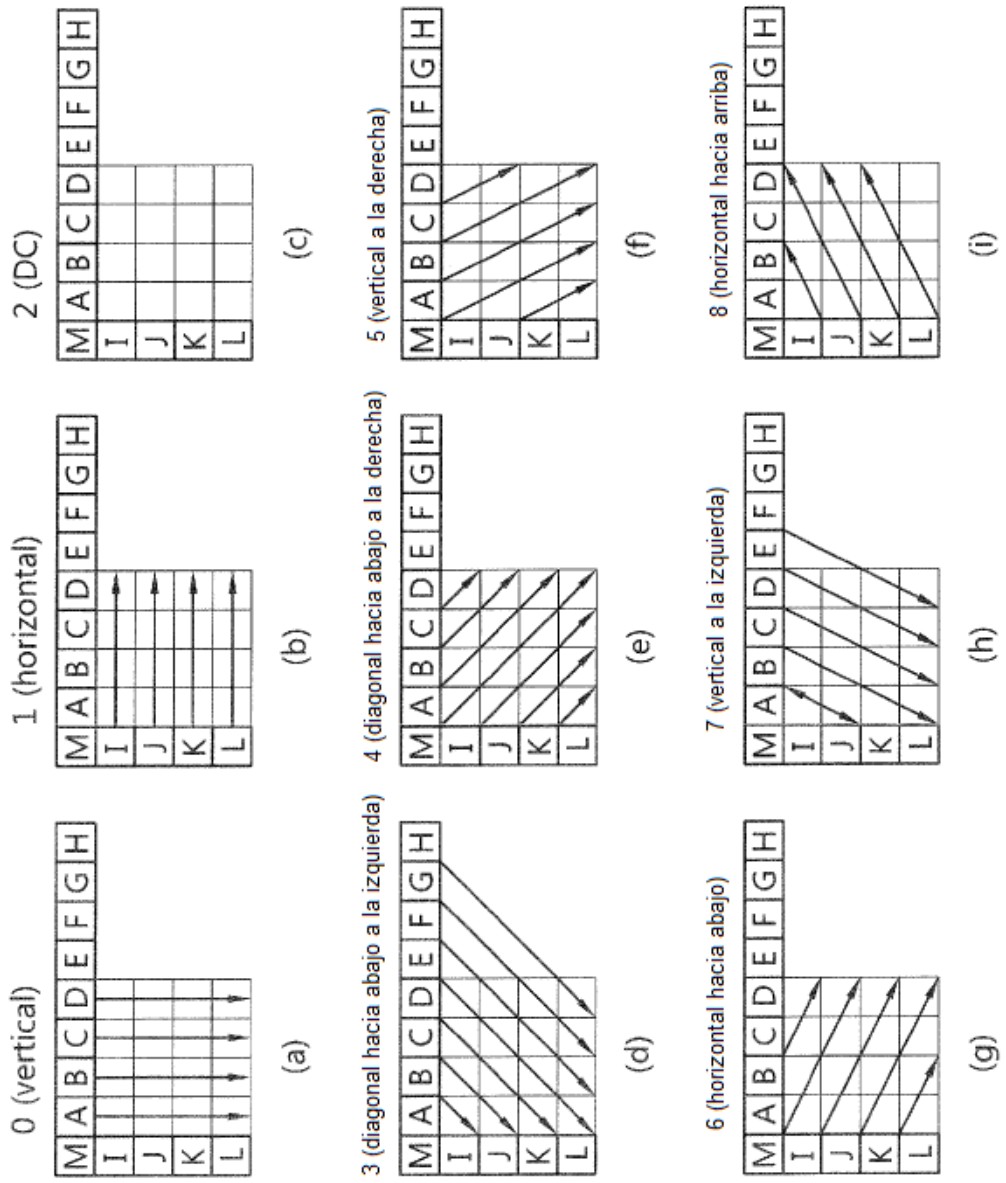 0 (vertical)
1 (horizontal)
2 (DC)
M A B C D E F G H
I
J
K
L
M A B C D E F G H
I
J
K
L
M A B C D E F G H
I
J
K
L
(a)
(b)
(c)
3 (diagonal hacia abajo a la izquierda)
4 (diagonal hacia abajo a la derecha)
5 (vertical a la derecha)
M A B C D E F G H
I
J
K
L
M A B C D E F G H
I
J
K
L
M A B C D E F G H
I
J
K
L
(d)
(e)
(f)
6 (horizontal hacia abajo)
7 (vertical a la izquierda)
8 (horizontal hacia arriba)
M A B C D E F G H
I
J
K
L
M A B C D E F G H
I
J
K
L
M A B C D E F G H
I
J
K
L
(g)
(h)
(i)